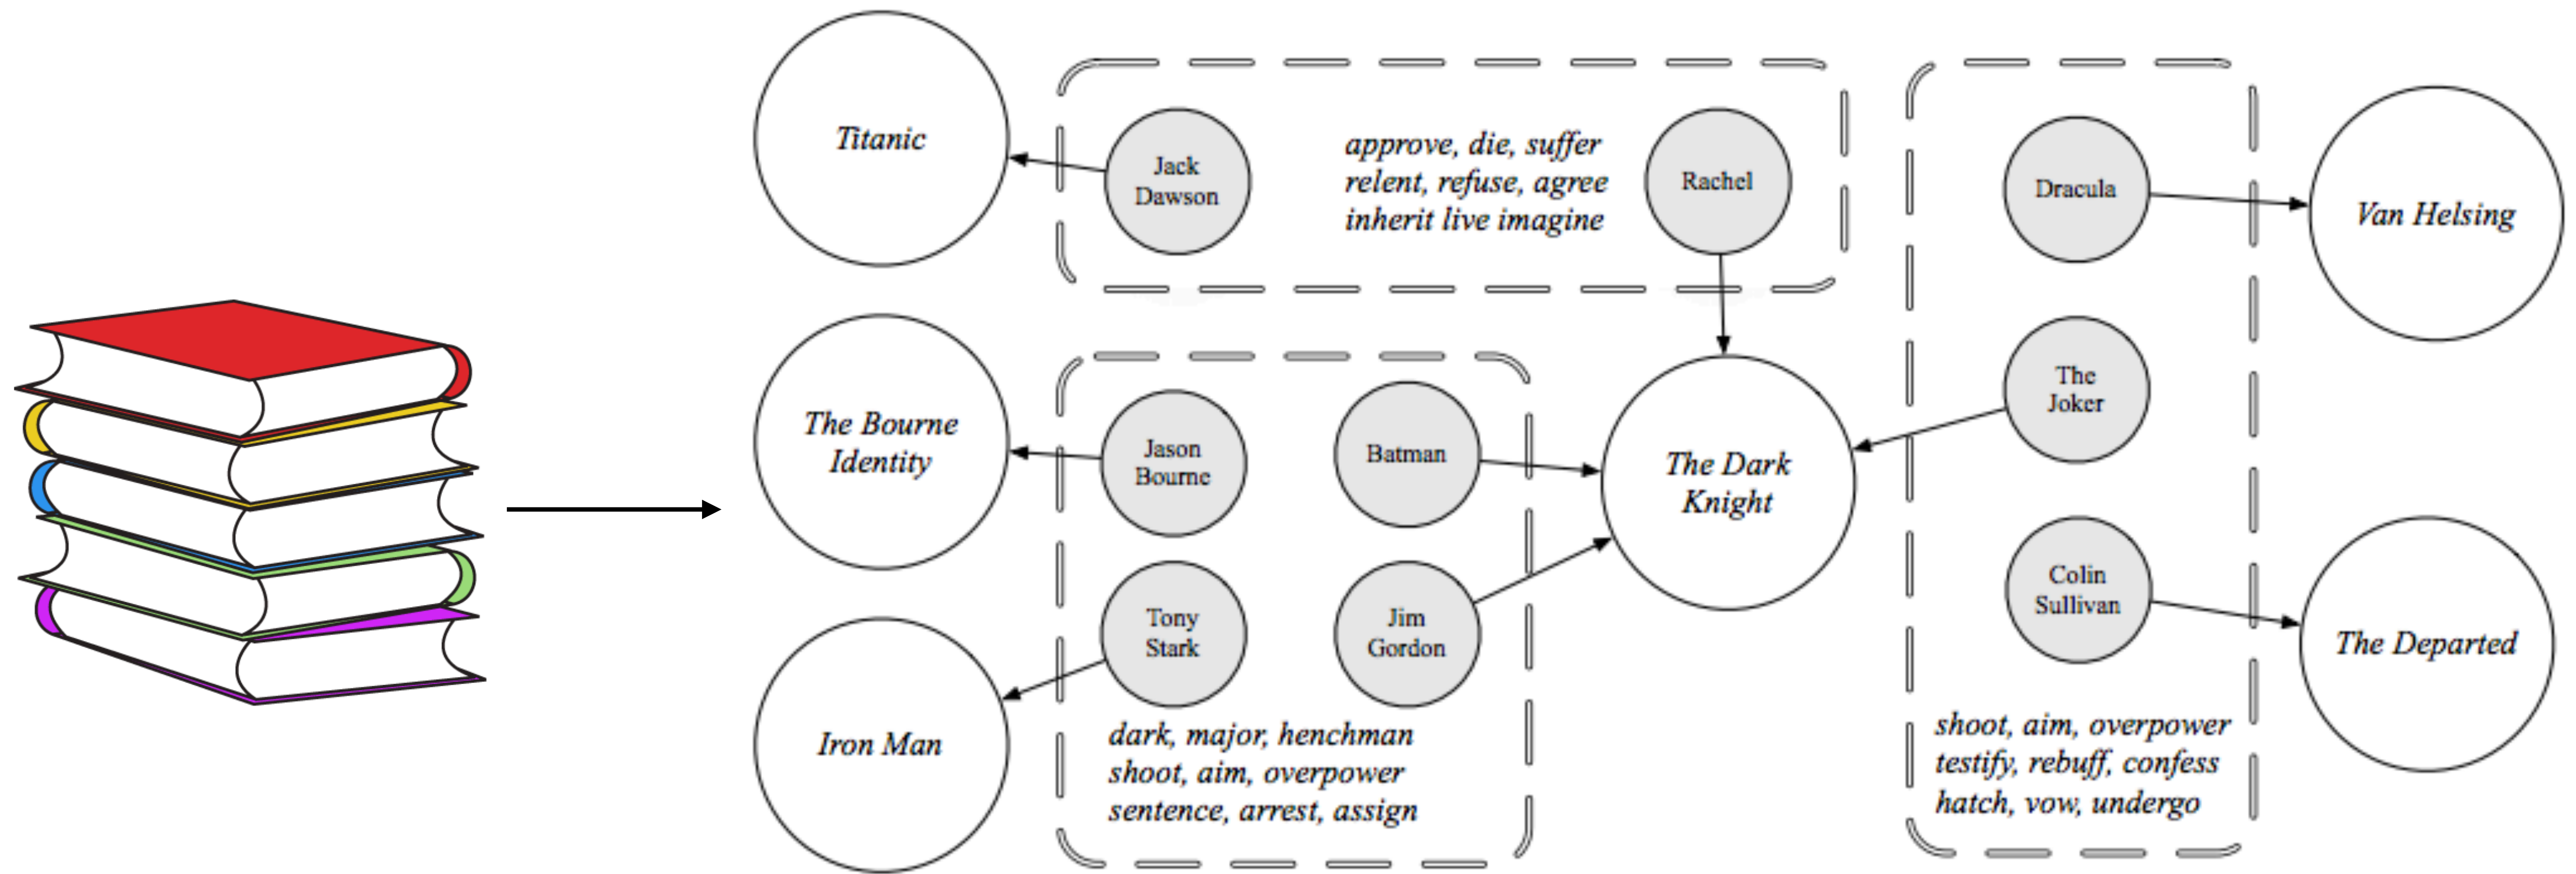 Titanic
Jack
Dawson
approve, die, suffer
relent, refuse, agree
inherit live imagine
Rachel
Dracula
Van Helsing
The Bourne
Identity
Jason
Bourne
Batman
The Dark
Knight
The
Joker
Iron Man
Tony
Stark
Jim
Gordon
dark, major, henchman
shoot, aim, overpower
sentence, arrest, assign
Colin
Sullivan
The Departed
shoot, aim, overpower
testify, rebuff, confess
hatch, vow, undergo